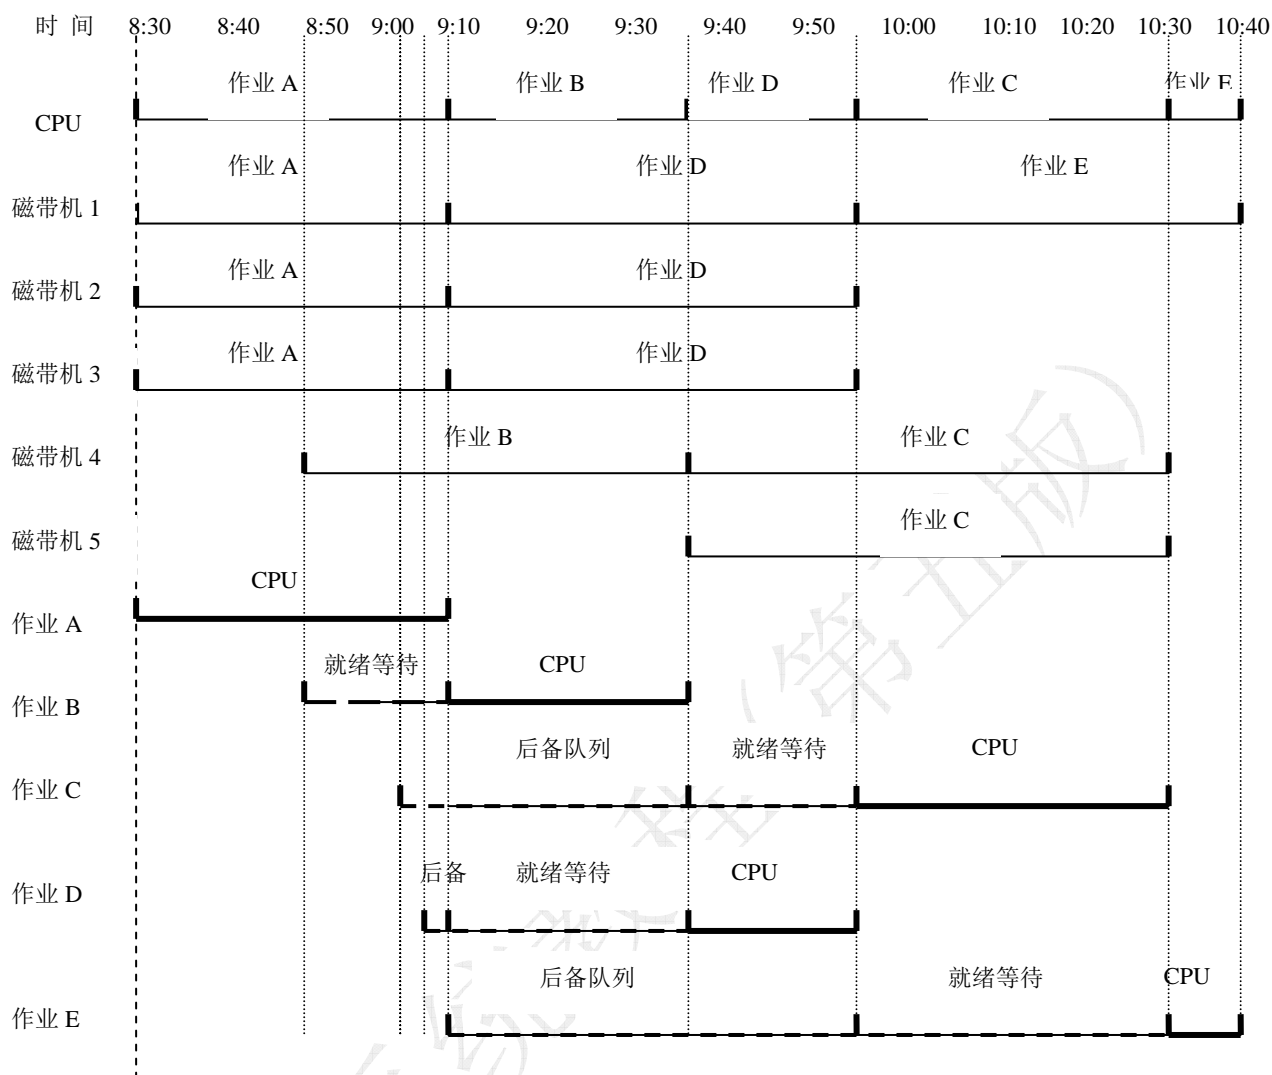 时 间 8:30 8:40 8:50 9:00 9:10 9:20 9:30 9:40 9:50 10:00 10:10 10:20 10:30 10:40
作业 A 作业 B 作业 D 作业 C 作业 E
CPU
作业 A 作业 D 作业 E
磁带机 1
作业 A 作业 D
磁带机 2
作业 A 作业 D
磁带机 3
作业 B 作业 C
磁带机 4
作业 C
磁带机 5
CPU
作业 A
就绪等待 CPU
作业 B
后备队列 就绪等待 CPU
作业 C
后备 就绪等待 CPU
作业 D
后备队列 就绪等待 CPU
作业 E
(第五版)